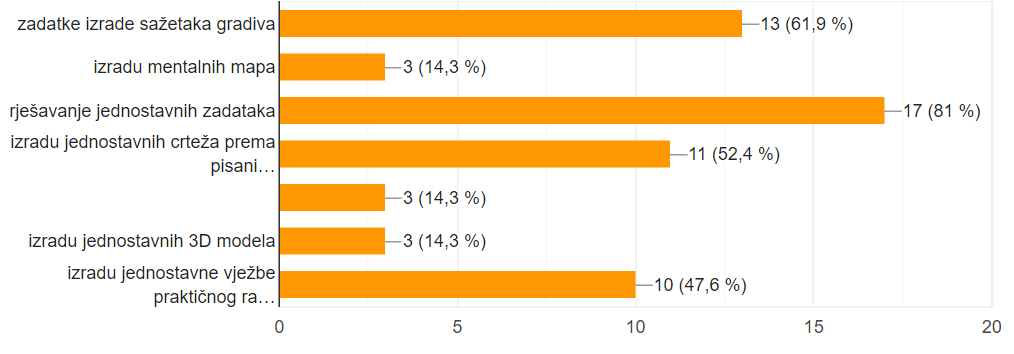 zadatke izrade sažetaka gradiva
13 (61,9 %)
izradu mentalnih mapa
3 (14,3 %)
rješavanje jednostavnih zadataka
17 (81 %)
izradu jednostavnih crteža prema
pisani…
11 (52,4 %)
3 (14,3 %)
izradu jednostavnih 3D modela
3 (14,3 %)
izradu jednostavne vježbe
praktičnog ra…
10 (47,6 %)
0 5 10 15 20